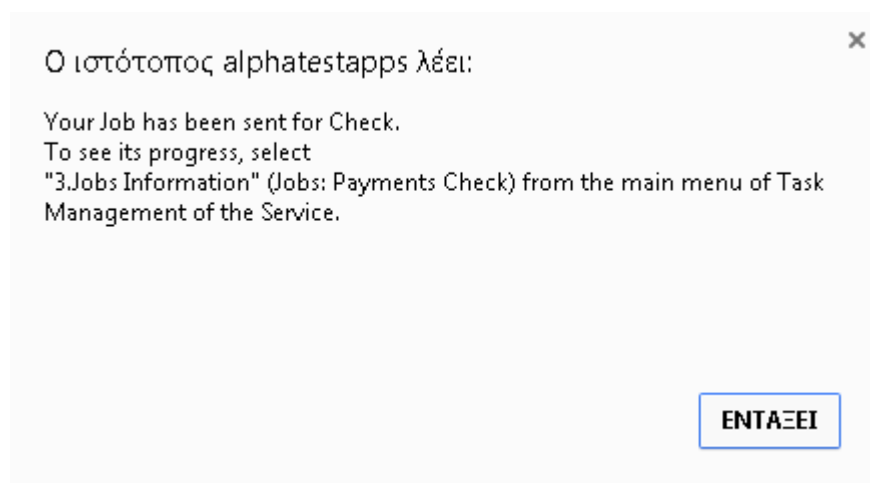 Ο ιστότοπος alphatestapps λέει:
Your Job has been sent for Check.
To see its progress, select
"3.Jobs Information" (Jobs: Payments Check) from the main menu of Task
Management of the Service.
ΕΝΤΑΞΕΙ